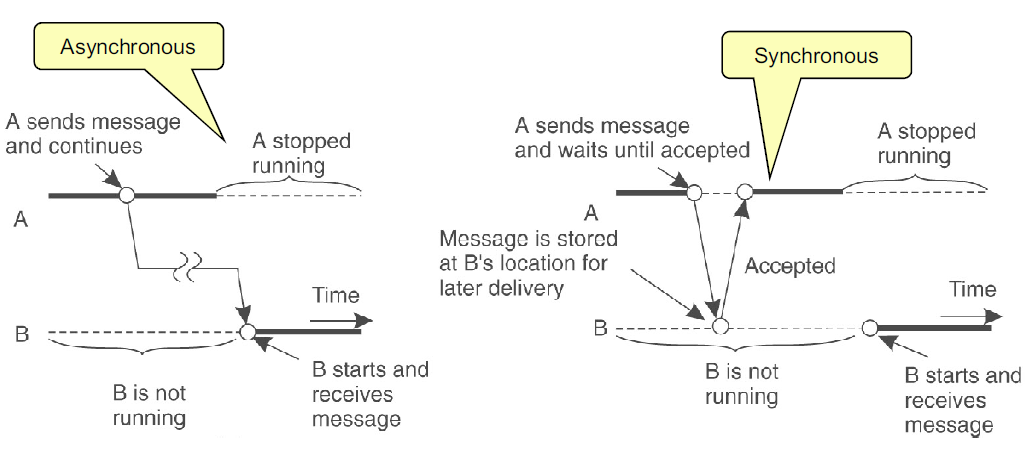 Asynchronous
A sends message
and continues
A stopped
running
A
Time
B
B is not
running
B starts and
receives
message
Synchronous
A sends message
and waits until accepted
A stopped
running
A
Message is stored
at B's location for
later delivery
Accepted
Time
B
B is not
running
B starts and
receives
message